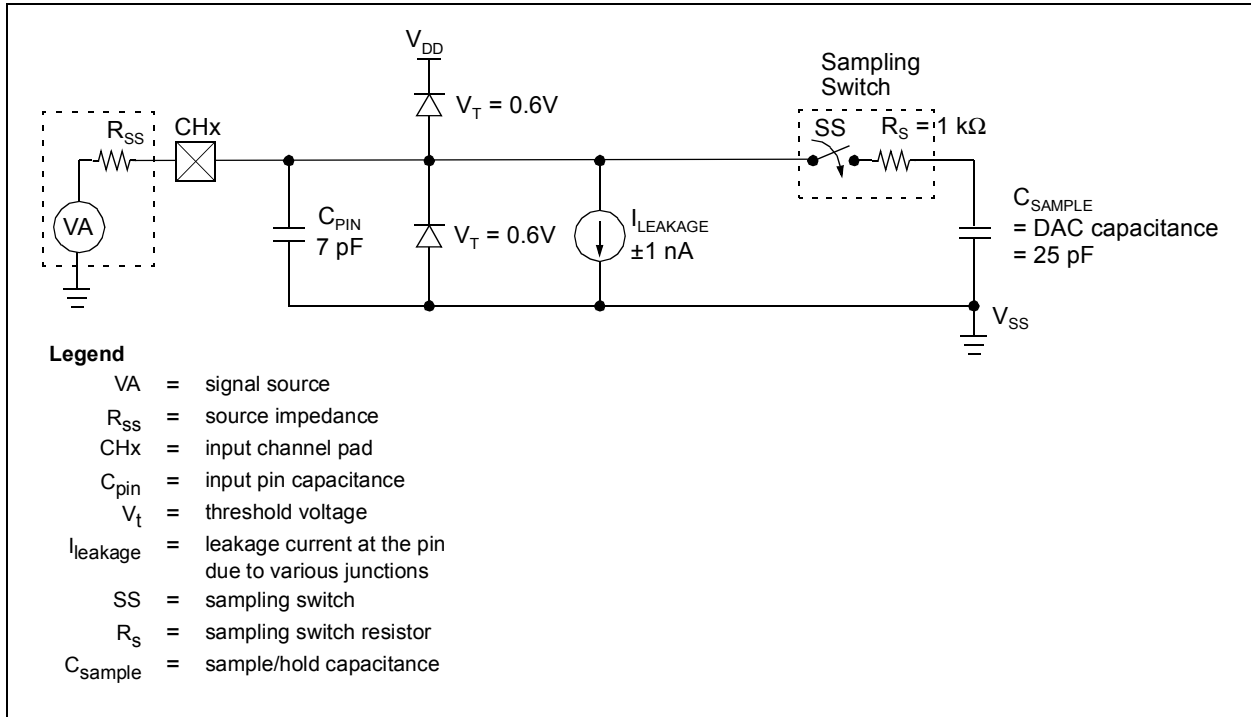 V_DD
V_T = 0.6V
Sampling
Switch
R_SS
CHx
SS
R_S = 1 kΩ
VA
C_PIN
7 pF
V_T = 0.6V
I_LEAKAGE
±1 nA
C_SAMPLE
= DAC capacitance
= 25 pF
V_SS
Legend
VA = signal source
R_ss = source impedance
CHx = input channel pad
C_pin = input pin capacitance
V_t = threshold voltage
I_leakage = leakage current at the pin
due to various junctions
SS = sampling switch
R_s = sampling switch resistor
C_sample = sample/hold capacitance